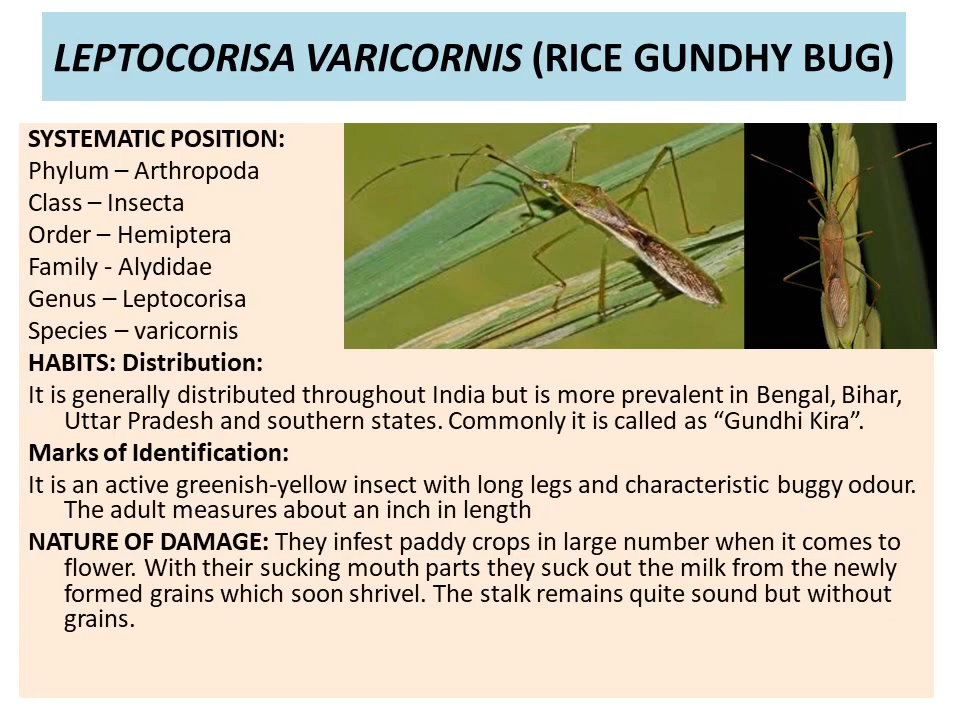 LEPTOCORISA VARICORNIS (RICE GUNDHY BUG)
SYSTEMATIC POSITION:
Phylum – Arthropoda
Class – Insecta
Order – Hemiptera
Family - Alydidae
Genus – Leptocorisa
Species – varicornis
HABITS: Distribution:
It is generally distributed throughout India but is more prevalent in Bengal, Bihar,
Uttar Pradesh and southern states. Commonly it is called as “Gundhi Kira”.
Marks of Identification:
It is an active greenish-yellow insect with long legs and characteristic buggy odour.
The adult measures about an inch in length
NATURE OF DAMAGE: They infest paddy crops in large number when it comes to
flower. With their sucking mouth parts they suck out the milk from the newly
formed grains which soon shrivel. The stalk remains quite sound but without
grains.